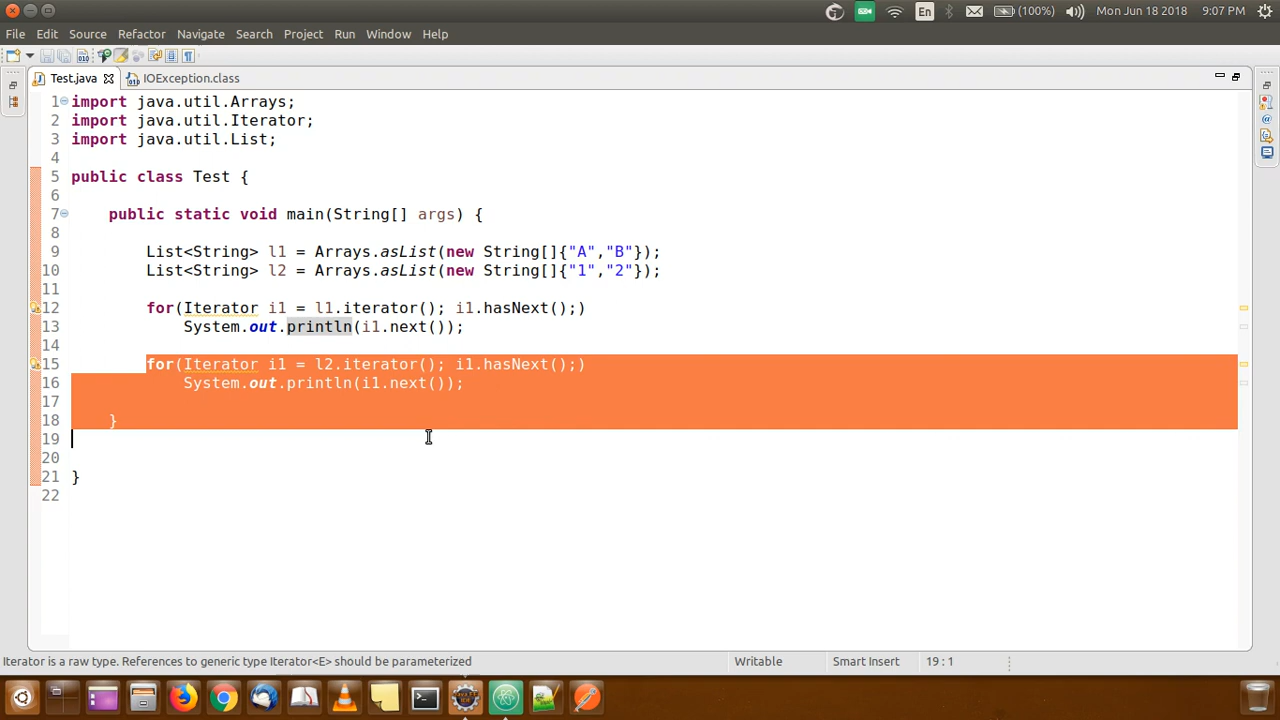 En (100%) Mon Jun 18 2018 9:07 PM
File Edit Source Refactor Navigate Search Project Run Window Help
Test.java IOException.class
1 import java.util.Arrays;
2 import java.util.Iterator;
3 import java.util.List;
4
5 public class Test {
6
7 public static void main(String[] args) {
8
9 List<String> l1 = Arrays.asList(new String[]{"A","B"});
10 List<String> l2 = Arrays.asList(new String[]{"1","2"});
11
12 for(Iterator i1 = l1.iterator(); i1.hasNext();)
13 System.out.println(i1.next());
14
15 for(Iterator i1 = l2.iterator(); i1.hasNext();)
16 System.out.println(i1.next());
17
18 }
19
20
21 }
22
Iterator is a raw type. References to generic type Iterator<E> should be parameterized Writable Smart Insert 19 : 1